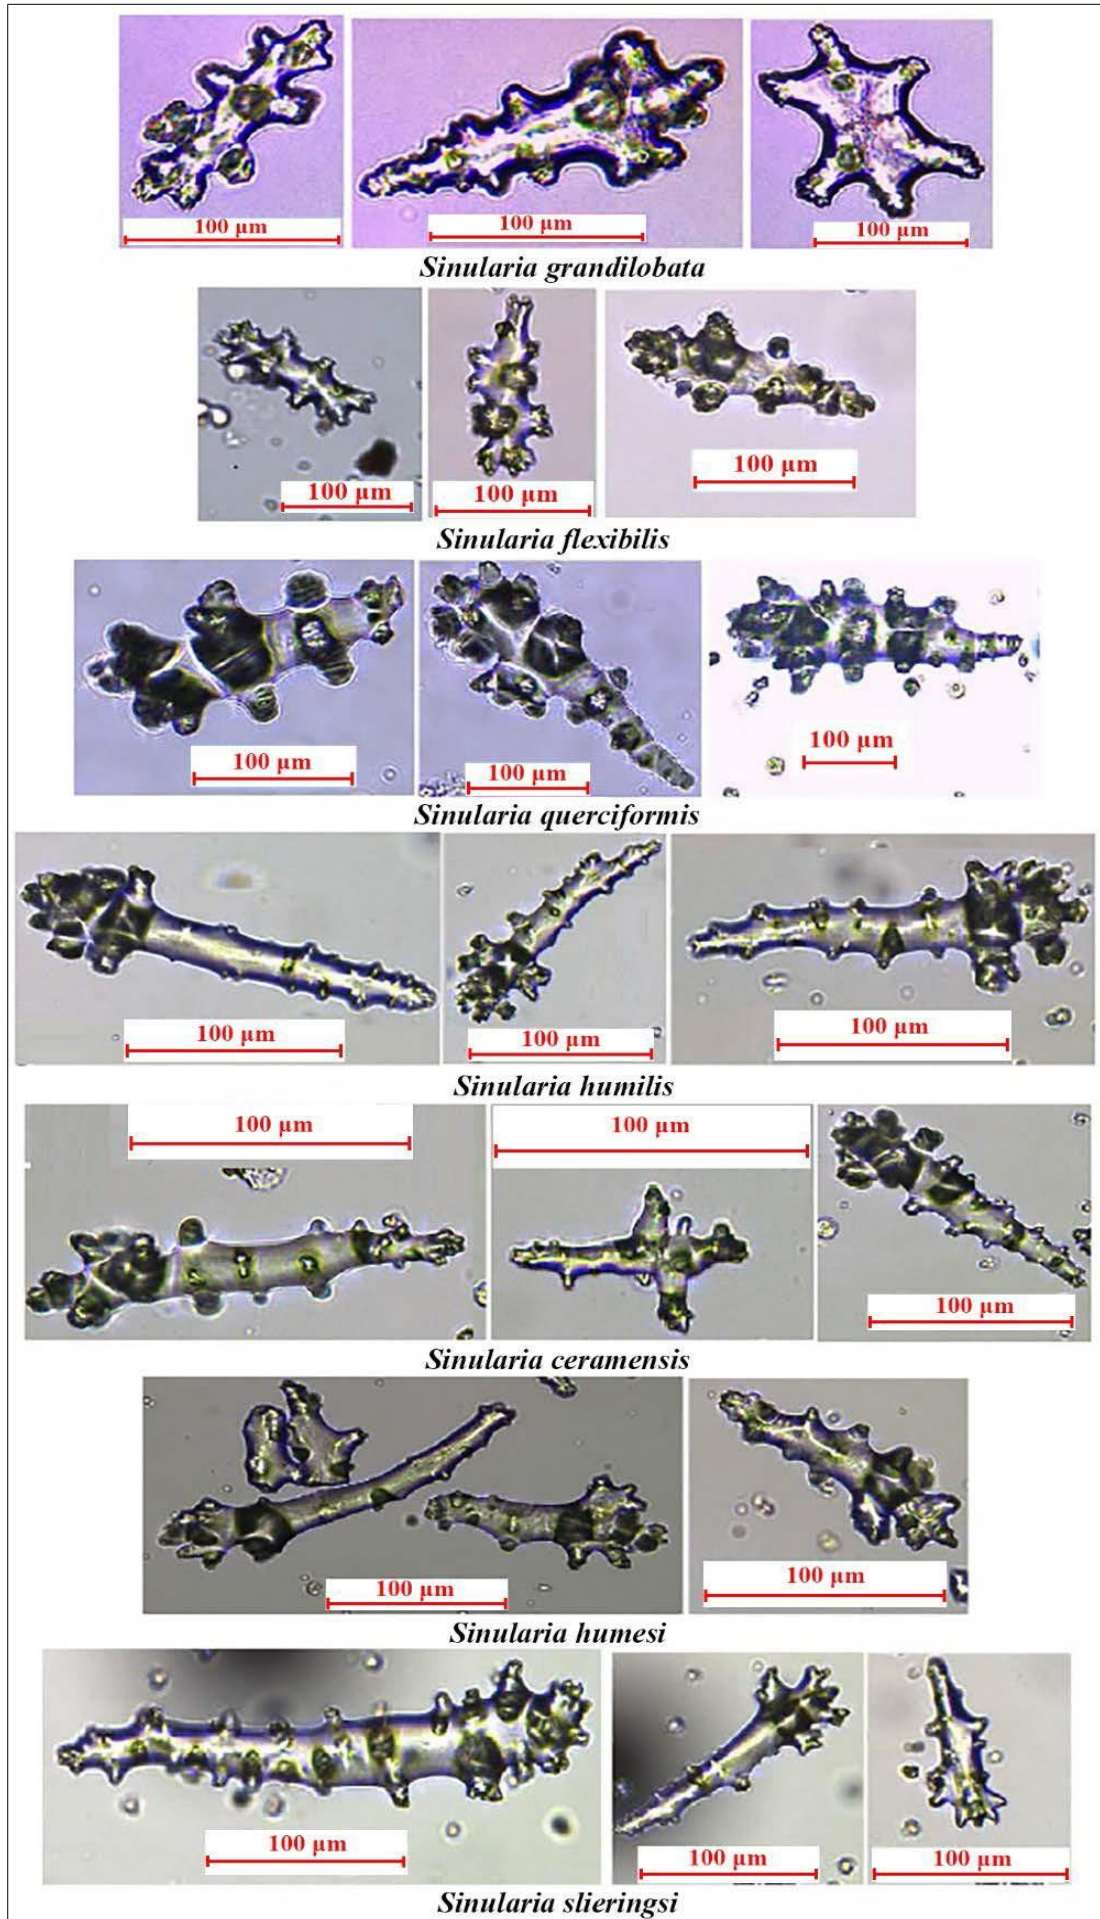 100 µm 100 µm 100 µm
Sinularia grandilobata
100 µm 100 µm 100 µm
Sinularia flexibilis
100 µm 100 µm 100 µm
Sinularia querciformis
100 µm 100 µm 100 µm
Sinularia humilis
100 µm 100 µm 100 µm
Sinularia ceramensis
100 µm 100 µm
Sinularia humesi
100 µm 100 µm 100 µm
Sinularia slieringsi